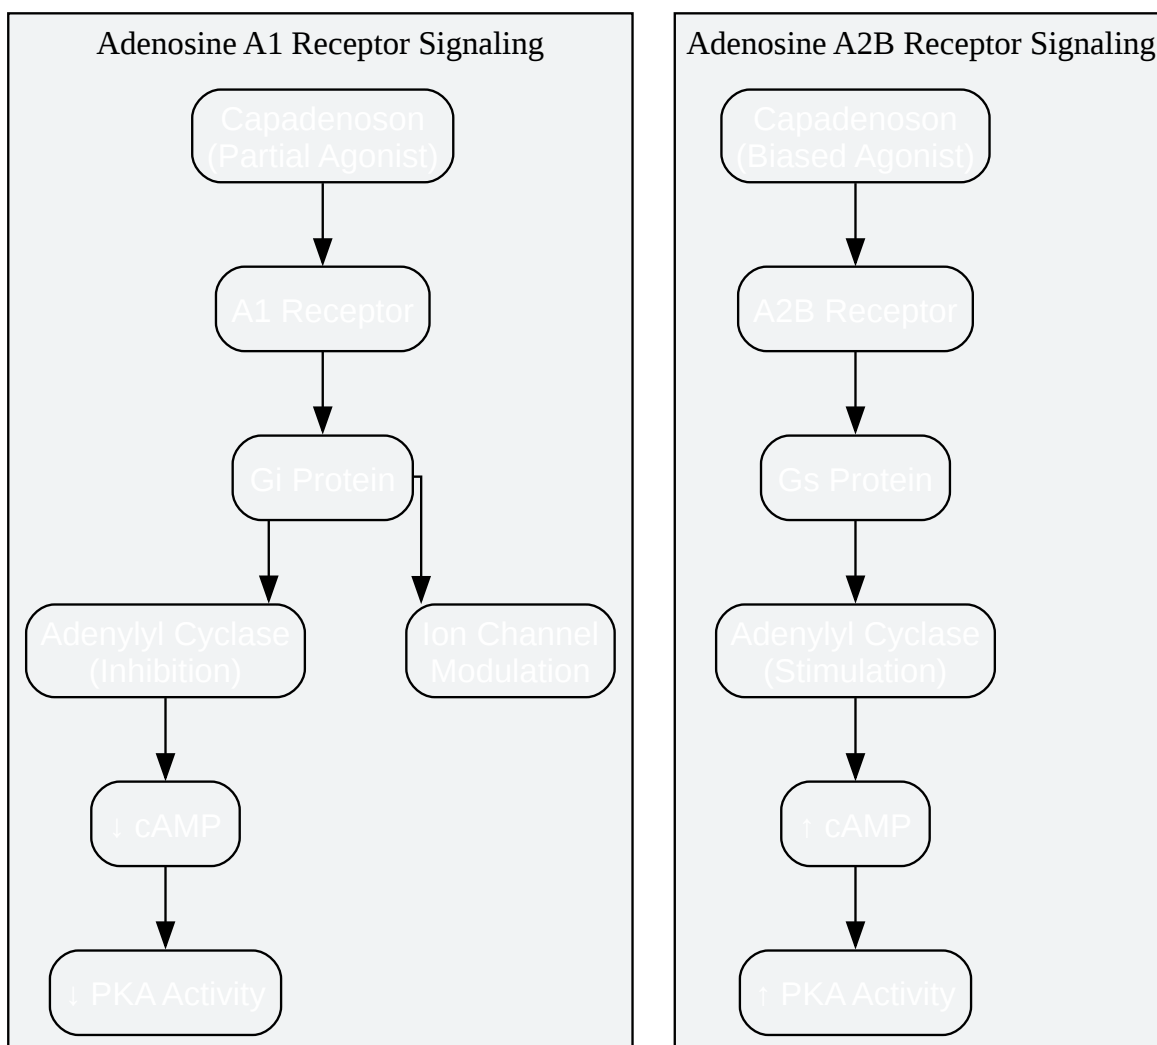 Adenosine A1 Receptor Signaling
Capadenoson
(Partial Agonist)
A1 Receptor
Gi Protein
Adenylyl Cyclase
(Inhibition)
Ion Channel
Modulation
↓ cAMP
↓ PKA Activity
Adenosine A2B Receptor Signaling
Capadenoson
(Biased Agonist)
A2B Receptor
Gs Protein
Adenylyl Cyclase
(Stimulation)
↑ cAMP
↑ PKA Activity